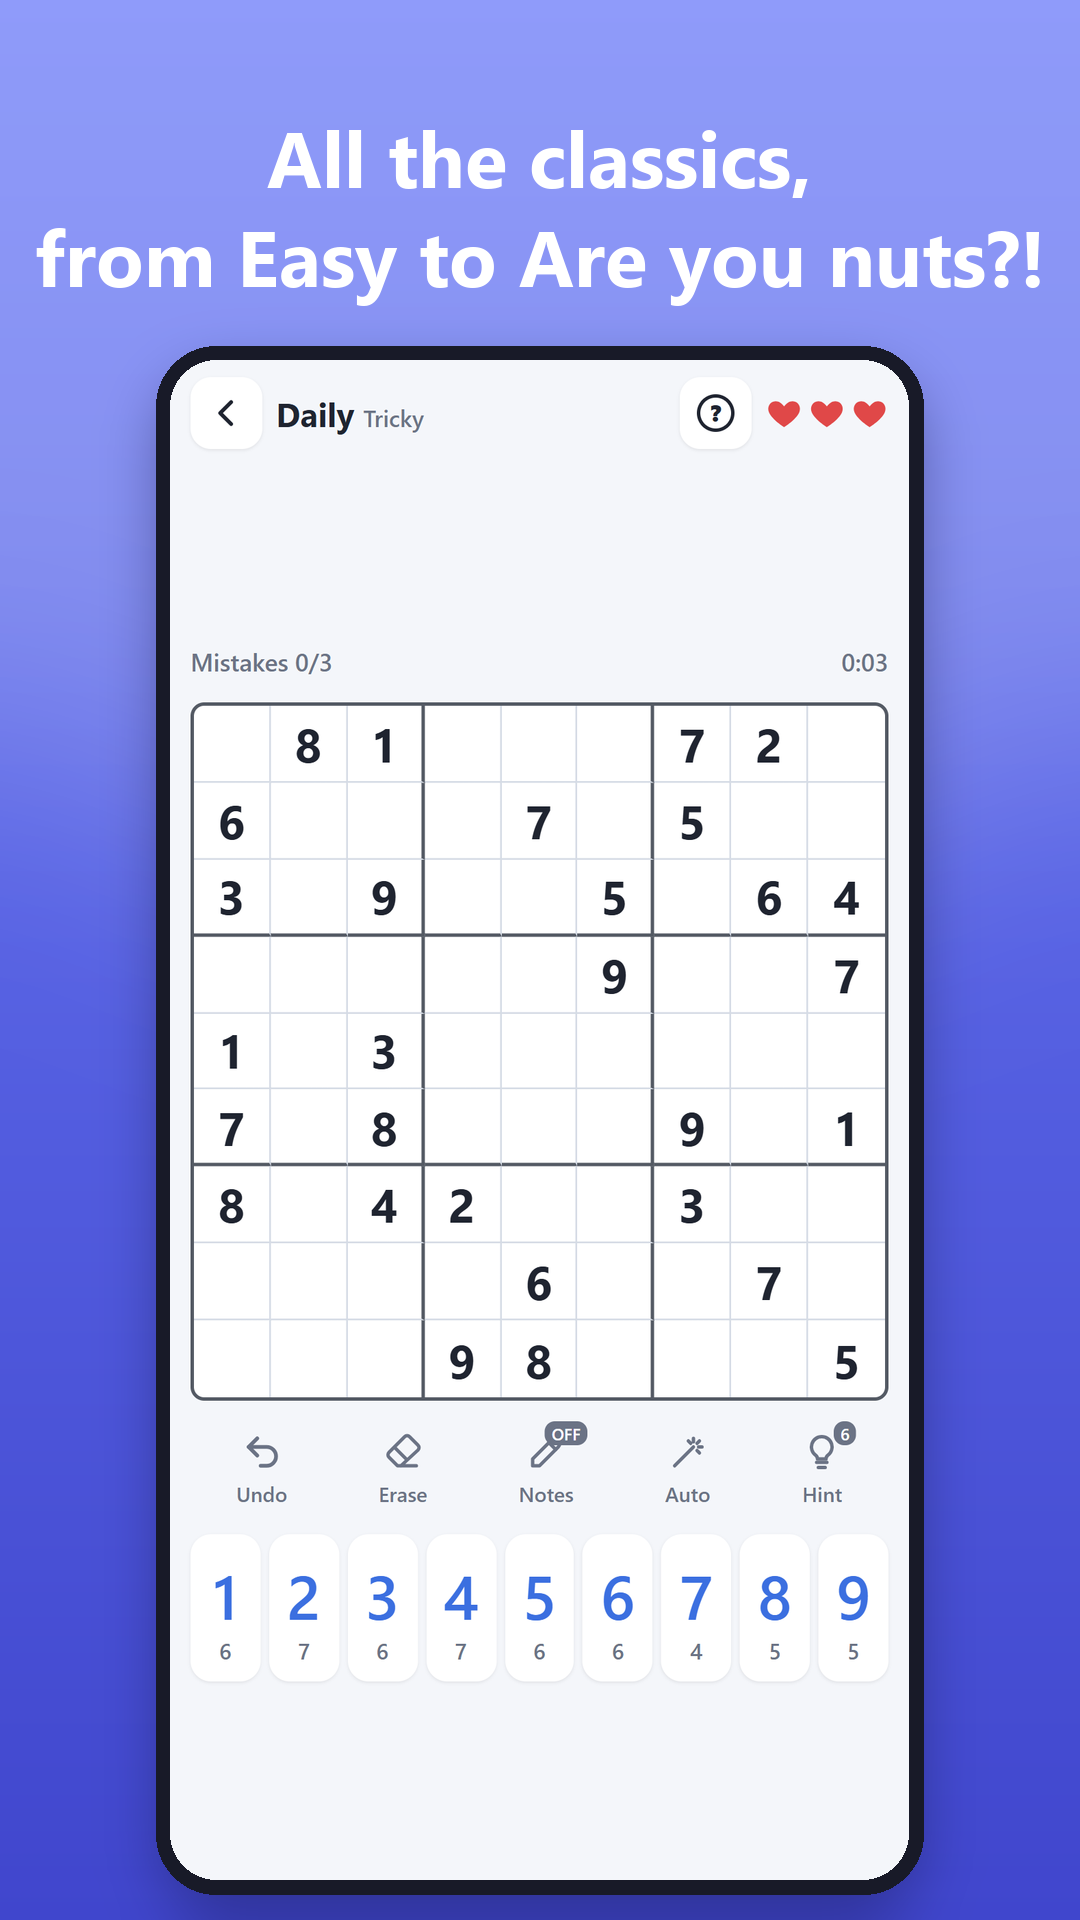 All the classics,
from Easy to Are you nuts?!
Daily Tricky ?
Mistakes 0/3 0:03
8 1 7 2
6 7 5
3 9 5 6 4
9 7
1 3
7 8 9 1
8 4 2 3
6 7
9 8 5
OFF 6
Undo Erase Notes Auto Hint
1 2 3 4 5 6 7 8 9
6 7 6 7 6 6 4 5 5